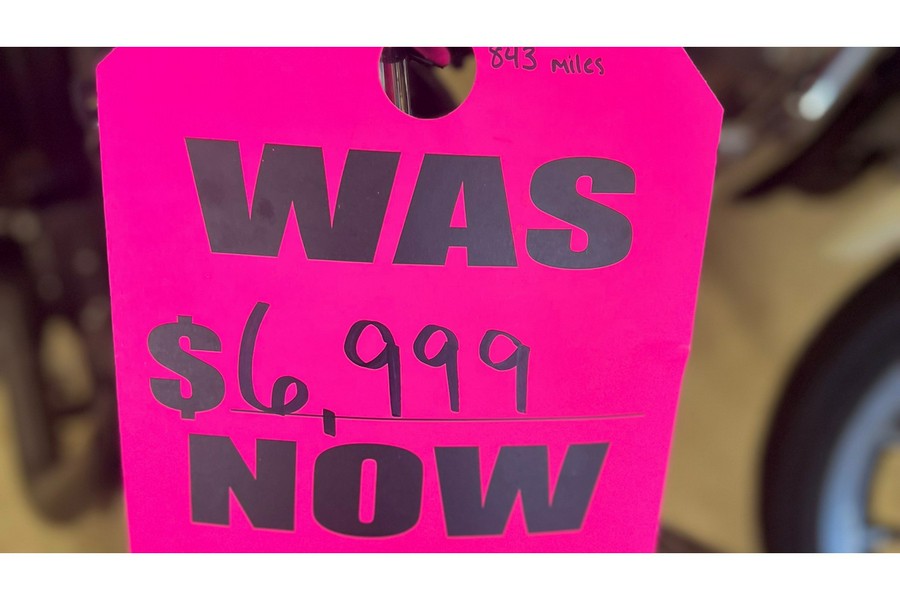 843 miles
WAS
$6,999
NOW